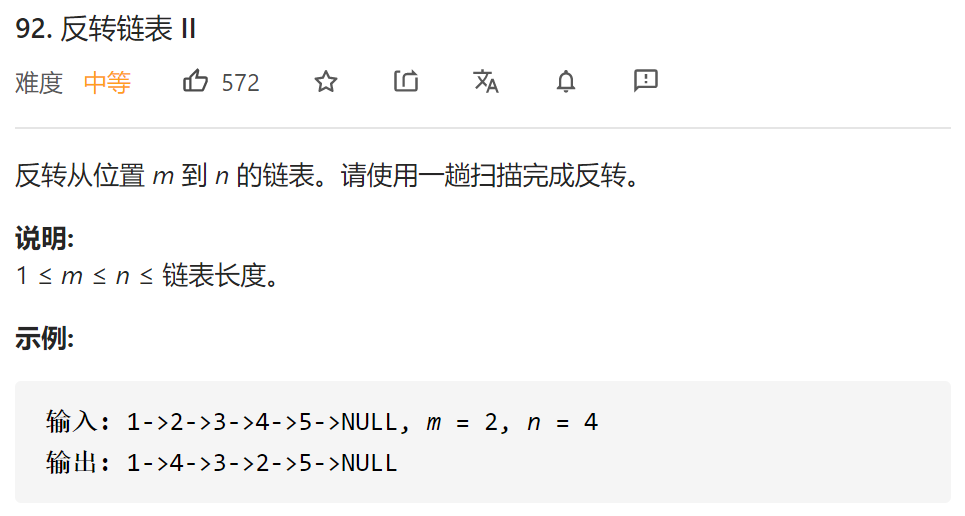 92. 反转链表 II
难度 中等 572
反转从位置 m 到 n 的链表。请使用一趟扫描完成反转。
说明:
1 ≤ m ≤ n ≤ 链表长度。
示例:
输入: 1->2->3->4->5->NULL, m = 2, n = 4
输出: 1->4->3->2->5->NULL